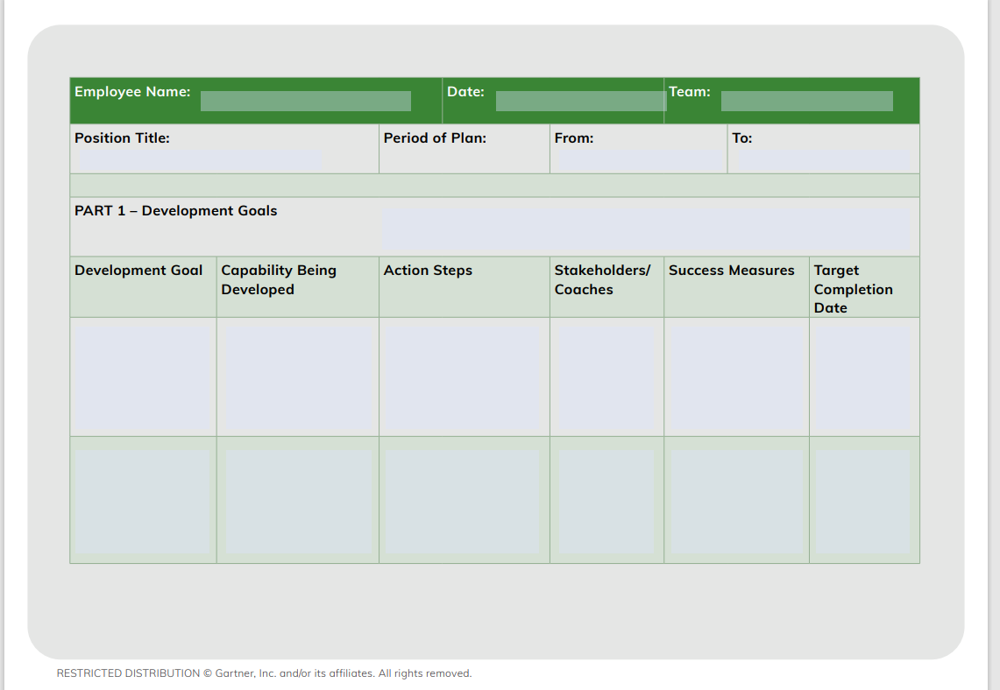 Employee Name: Date: Team:
Position Title: Period of Plan: From: To:
PART 1 – Development Goals
Development Goal
Capability Being
Developed
Action Steps
Stakeholders/
Coaches
Success Measures
Target
Completion
Date
RESTRICTED DISTRIBUTION © Gartner, Inc. and/or its affiliates. All rights removed.